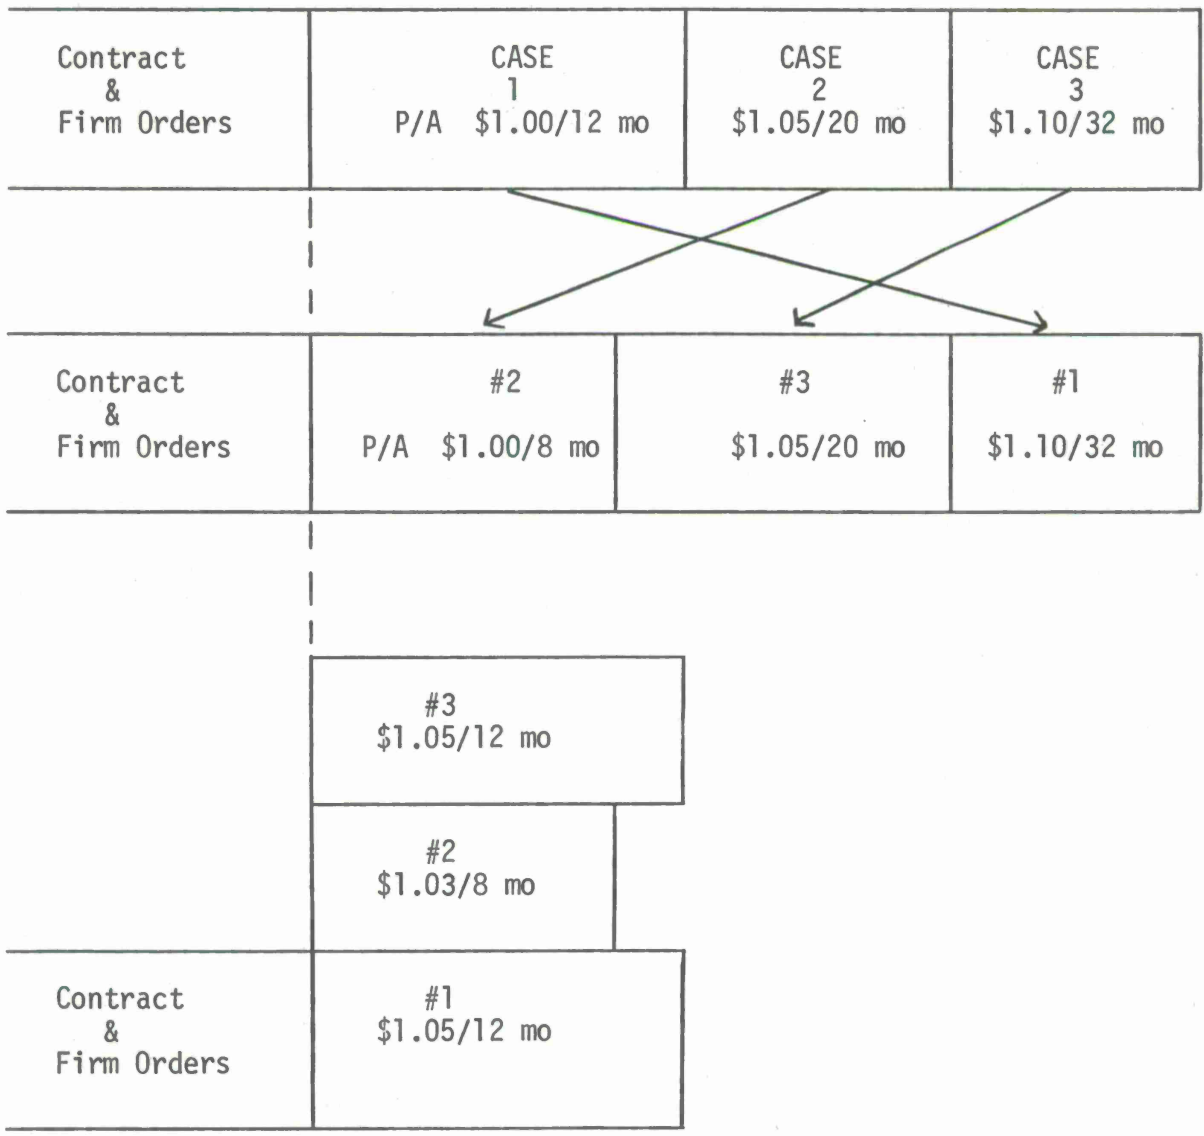 Contract
&
Firm Orders
CASE
1
P/A $1.00/12 mo
CASE
2
$1.05/20 mo
CASE
3
$1.10/32 mo
Contract
&
Firm Orders
#2
P/A $1.00/8 mo
#3
$1.05/20 mo
#1
$1.10/32 mo
#3
$1.05/12 mo
#2
$1.03/8 mo
Contract
&
Firm Orders
#1
$1.05/12 mo